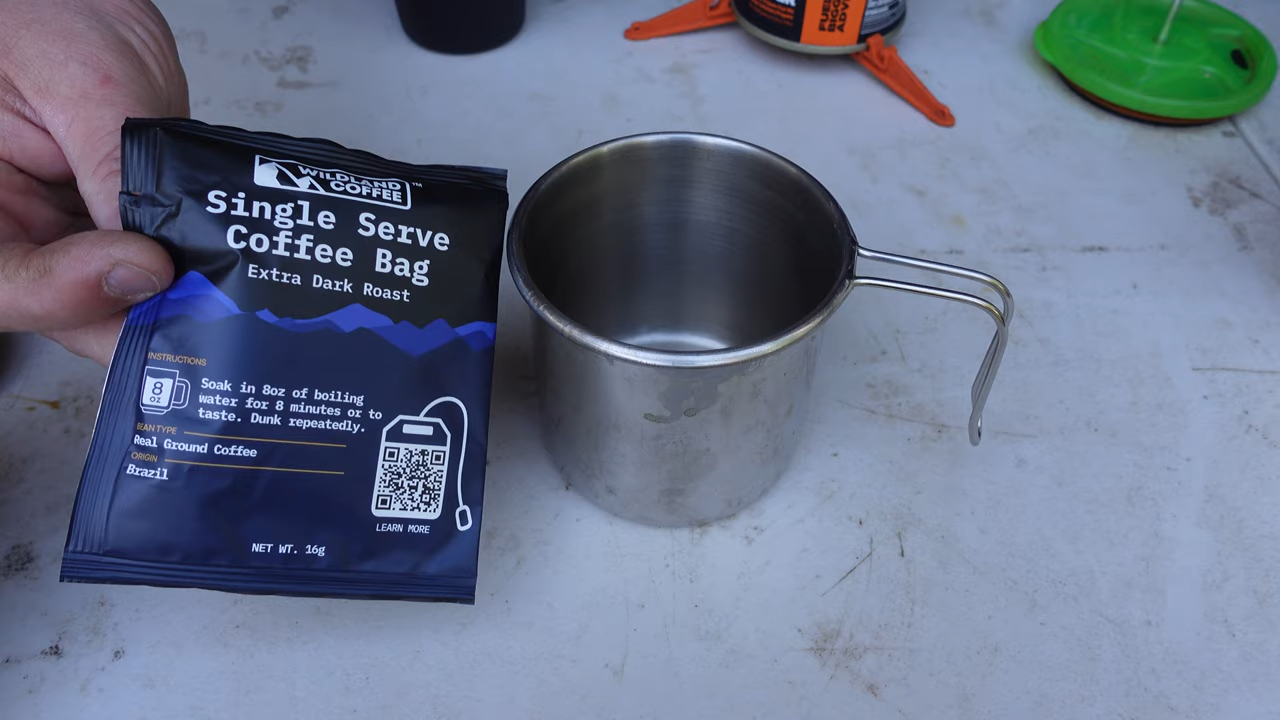 WILDLAND
COFFEE™
Single Serve
Coffee Bag
Extra Dark Roast
INSTRUCTIONS
8
OZ
Soak in 8oz of boiling
water for 8 minutes or to
taste. Dunk repeatedly.
BEAN TYPE
Real Ground Coffee
ORIGIN
Brazil
LEARN MORE
NET WT. 16g